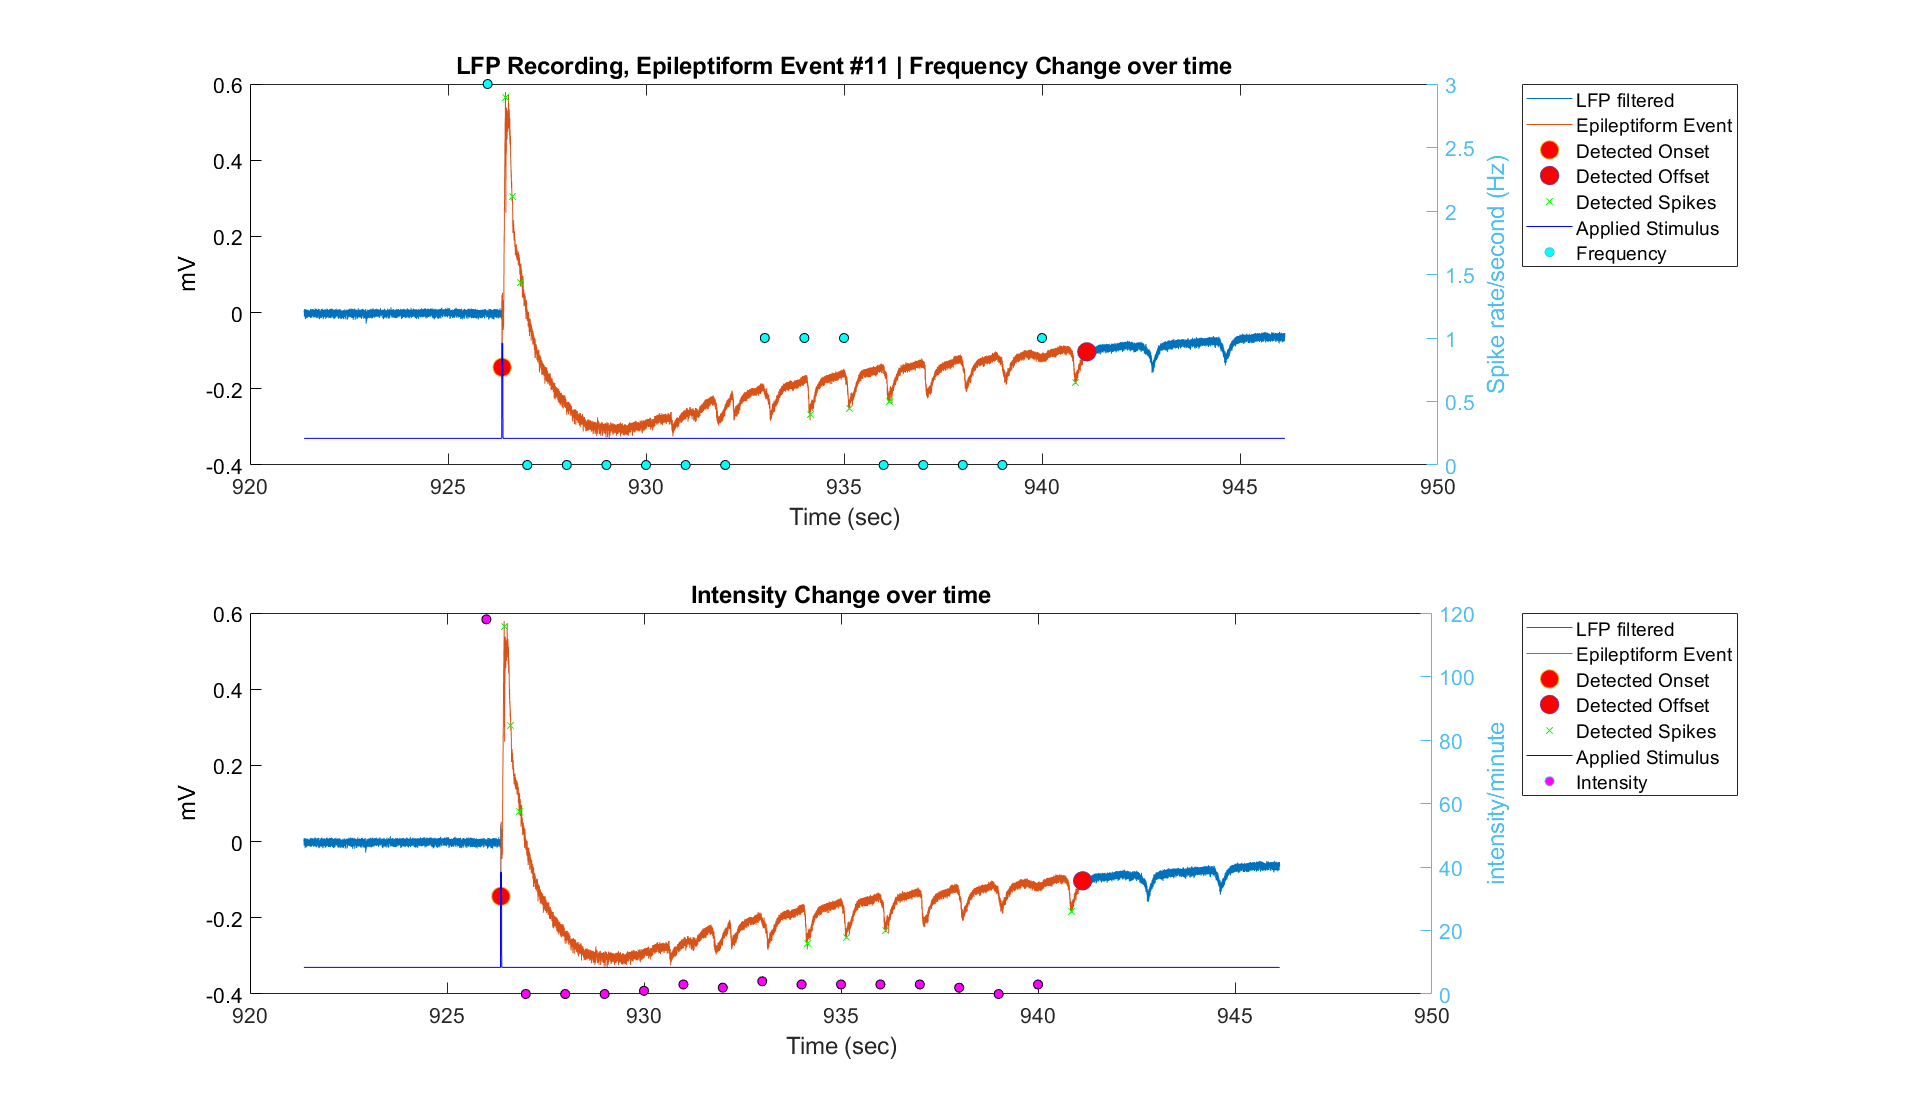 LFP Recording, Epileptiform Event #11 | Frequency Change over time
0.6
0.4
0.2
0
-0.2
-0.4
mV
920
925
930
935
940
945
950
Time (sec)
3
2.5
2
1.5
1
0.5
0
Spike rate/second (Hz)
LFP filtered
Epileptiform Event
Detected Onset
Detected Offset
Detected Spikes
Applied Stimulus
Frequency
Intensity Change over time
0.6
0.4
0.2
0
-0.2
-0.4
mV
920
925
930
935
940
945
950
Time (sec)
120
100
80
60
40
20
0
intensity/minute
LFP filtered
Epileptiform Event
Detected Onset
Detected Offset
Detected Spikes
Applied Stimulus
Intensity